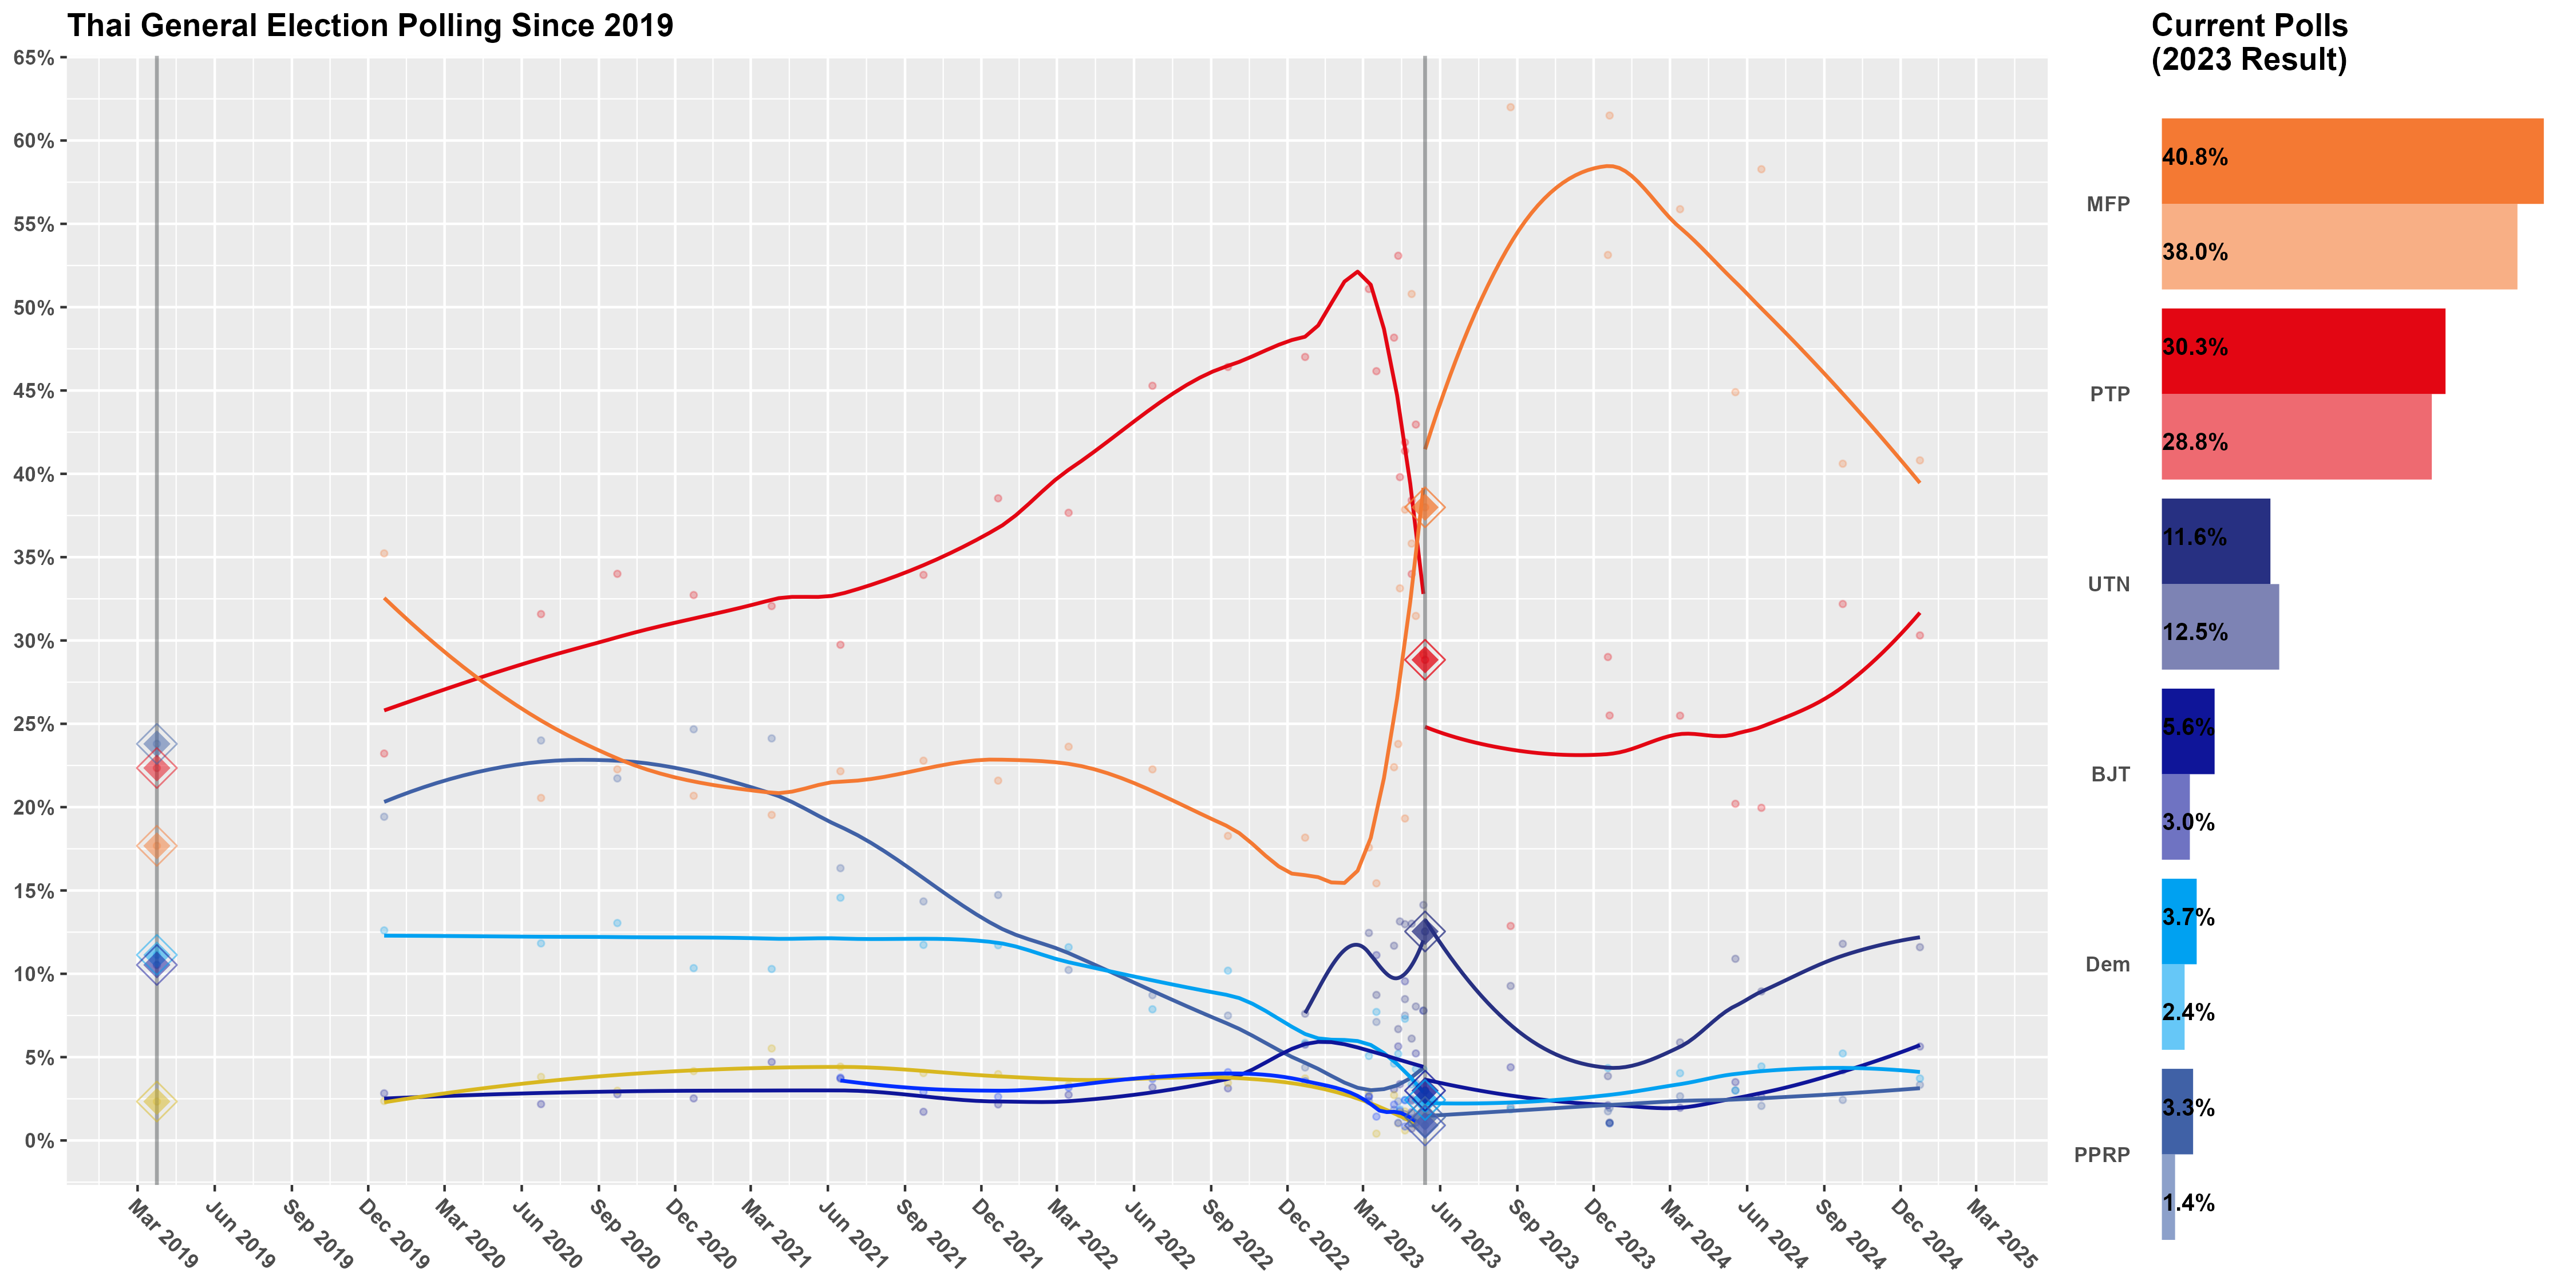 Thai General Election Polling Since 2019
65%
60%
55%
50%
45%
40%
35%
30%
25%
20%
15%
10%
5%
0%
Mar 2019
Jun 2019
Sep 2019
Dec 2019
Mar 2020
Jun 2020
Sep 2020
Dec 2020
Mar 2021
Jun 2021
Sep 2021
Dec 2021
Mar 2022
Jun 2022
Sep 2022
Dec 2022
Mar 2023
Jun 2023
Sep 2023
Dec 2023
Mar 2024
Jun 2024
Sep 2024
Dec 2024
Mar 2025
Current Polls
(2023 Result)
MFP
40.8%
38.0%
PTP
30.3%
28.8%
UTN
11.6%
12.5%
BJT
5.6%
3.0%
Dem
3.7%
2.4%
PPRP
3.3%
1.4%